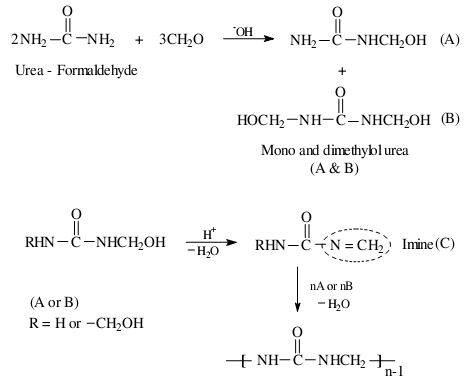 2NH2-C-NH2 + 3CH2O -OH NH2-C-NHCH2OH (A)
O
O
Urea - Formaldehyde
+
O
HOCH2-NH-C-NHCH2OH (B)
Mono and dimethylol urea
(A & B)
O
RHN-C-NHCH2OH H+ -H2O RHN-C-N=CH2 Imine (C)
O
(A or B)
R = H or -CH2OH
nA or nB
-H2O
O
-[NH-C-NHCH2]-n-1